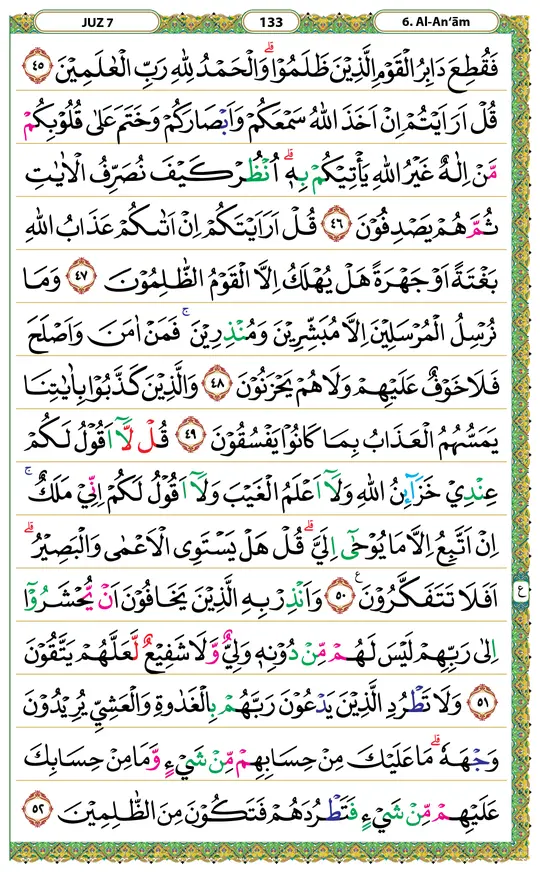 JUZ 7 133 6. Al-An‘ām
فَقُطِعَ دَابِرُ الْقَوْمِ الَّذِيْنَ ظَلَمُوْاۗ وَالْحَمْدُ لِلّٰهِ رَبِّ الْعٰلَمِيْنَ ٤٥
قُلْ اَرَاَيْتُمْ اِنْ اَخَذَ اللّٰهُ سَمْعَكُمْ وَاَبْصَارَكُمْ وَخَتَمَ عَلٰى قُلُوْبِكُمْ
مَّنْ اِلٰهٌ غَيْرُ اللّٰهِ يَأْتِيْكُمْ بِهٖۗ اُنْظُرْ كَيْفَ نُصَرِّفُ الْاٰيٰتِ
ثُمَّ هُمْ يَصْدِفُوْنَ ٤٦ قُلْ اَرَاَيْتَكُمْ اِنْ اَتٰىكُمْ عَذَابُ اللّٰهِ
بَغْتَةً اَوْ جَهْرَةً هَلْ يُهْلَكُ اِلَّا الْقَوْمُ الظّٰلِمُوْنَ ٤٧ وَمَا
نُرْسِلُ الْمُرْسَلِيْنَ اِلَّا مُبَشِّرِيْنَ وَمُنْذِرِيْنَۚ فَمَنْ اٰمَنَ وَاَصْلَحَ
فَلَا خَوْفٌ عَلَيْهِمْ وَلَا هُمْ يَحْزَنُوْنَ ٤٨ وَالَّذِيْنَ كَذَّبُوْا بِاٰيٰتِنَا
يَمَسُّهُمُ الْعَذَابُ بِمَا كَانُوْا يَفْسُقُوْنَ ٤٩ قُلْ لَّآ اَقُوْلُ لَكُمْ
عِنْدِيْ خَزَاۤىِٕنُ اللّٰهِ وَلَآ اَعْلَمُ الْغَيْبَ وَلَآ اَقُوْلُ لَكُمْ اِنِّيْ مَلَكٌۚ
اِنْ اَتَّبِعُ اِلَّا مَا يُوْحٰٓى اِلَيَّۗ قُلْ هَلْ يَسْتَوِى الْاَعْمٰى وَالْبَصِيْرُۗ
اَفَلَا تَتَفَكَّرُوْنَࣖ ٥٠ وَاَنْذِرْ بِهِ الَّذِيْنَ يَخَافُوْنَ اَنْ يُّحْشَرُوْٓا
ع
اِلٰى رَبِّهِمْ لَيْسَ لَهُمْ مِّنْ دُوْنِهٖ وَلِيٌّ وَّلَا شَفِيْعٌ لَّعَلَّهُمْ يَتَّقُوْنَ
٥١ وَلَا تَطْرُدِ الَّذِيْنَ يَدْعُوْنَ رَبَّهُمْ بِالْغَدٰوةِ وَالْعَشِيِّ يُرِيْدُوْنَ
وَجْهَهٗۗ مَا عَلَيْكَ مِنْ حِسَابِهِمْ مِّنْ شَيْءٍ وَّمَا مِنْ حِسَابِكَ
عَلَيْهِمْ مِّنْ شَيْءٍ فَتَطْرُدَهُمْ فَتَكُوْنَ مِنَ الظّٰلِمِيْنَ ٥٢